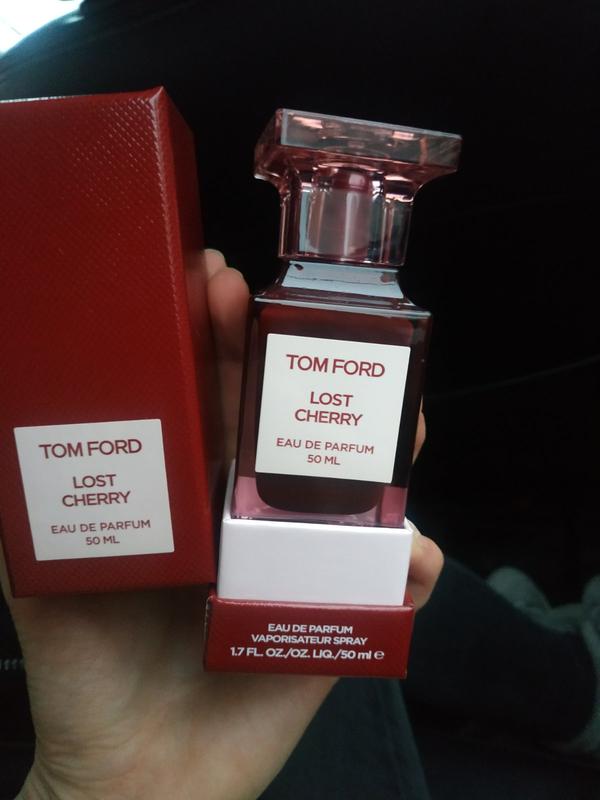 TOM FORD
LOST
CHERRY
EAU DE PARFUM
50 ML
TOM FORD
LOST
CHERRY
EAU DE PARFUM
50 ML
EAU DE PARFUM
VAPORISATEUR SPRAY
1.7 FL. OZ./OZ. LIQ./50 ml ℮